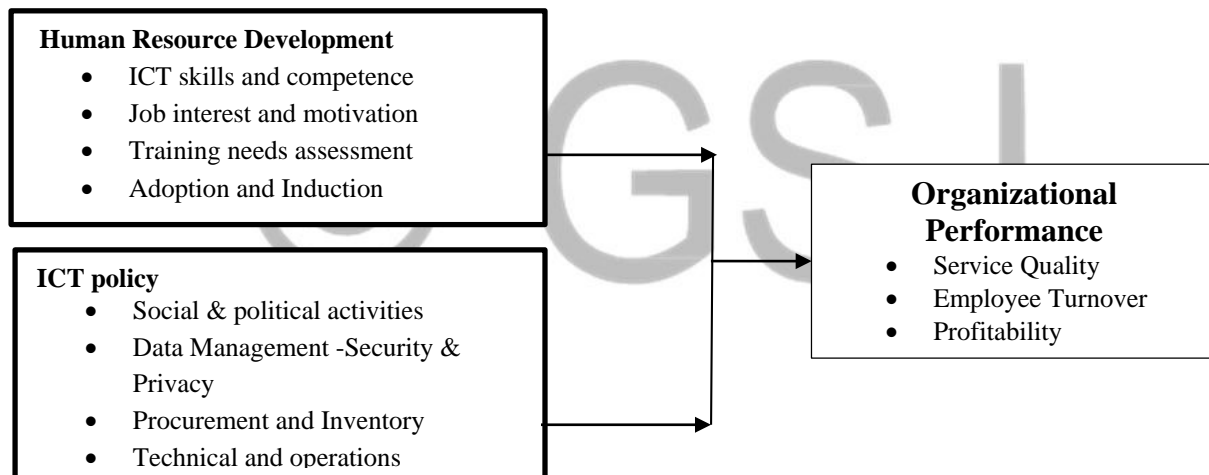 Human Resource Development
• ICT skills and competence
• Job interest and motivation
• Training needs assessment
• Adoption and Induction
ICT policy
• Social & political activities
• Data Management -Security &
Privacy
• Procurement and Inventory
• Technical and operations
Organizational
Performance
• Service Quality
• Employee Turnover
• Profitability
© GSJ